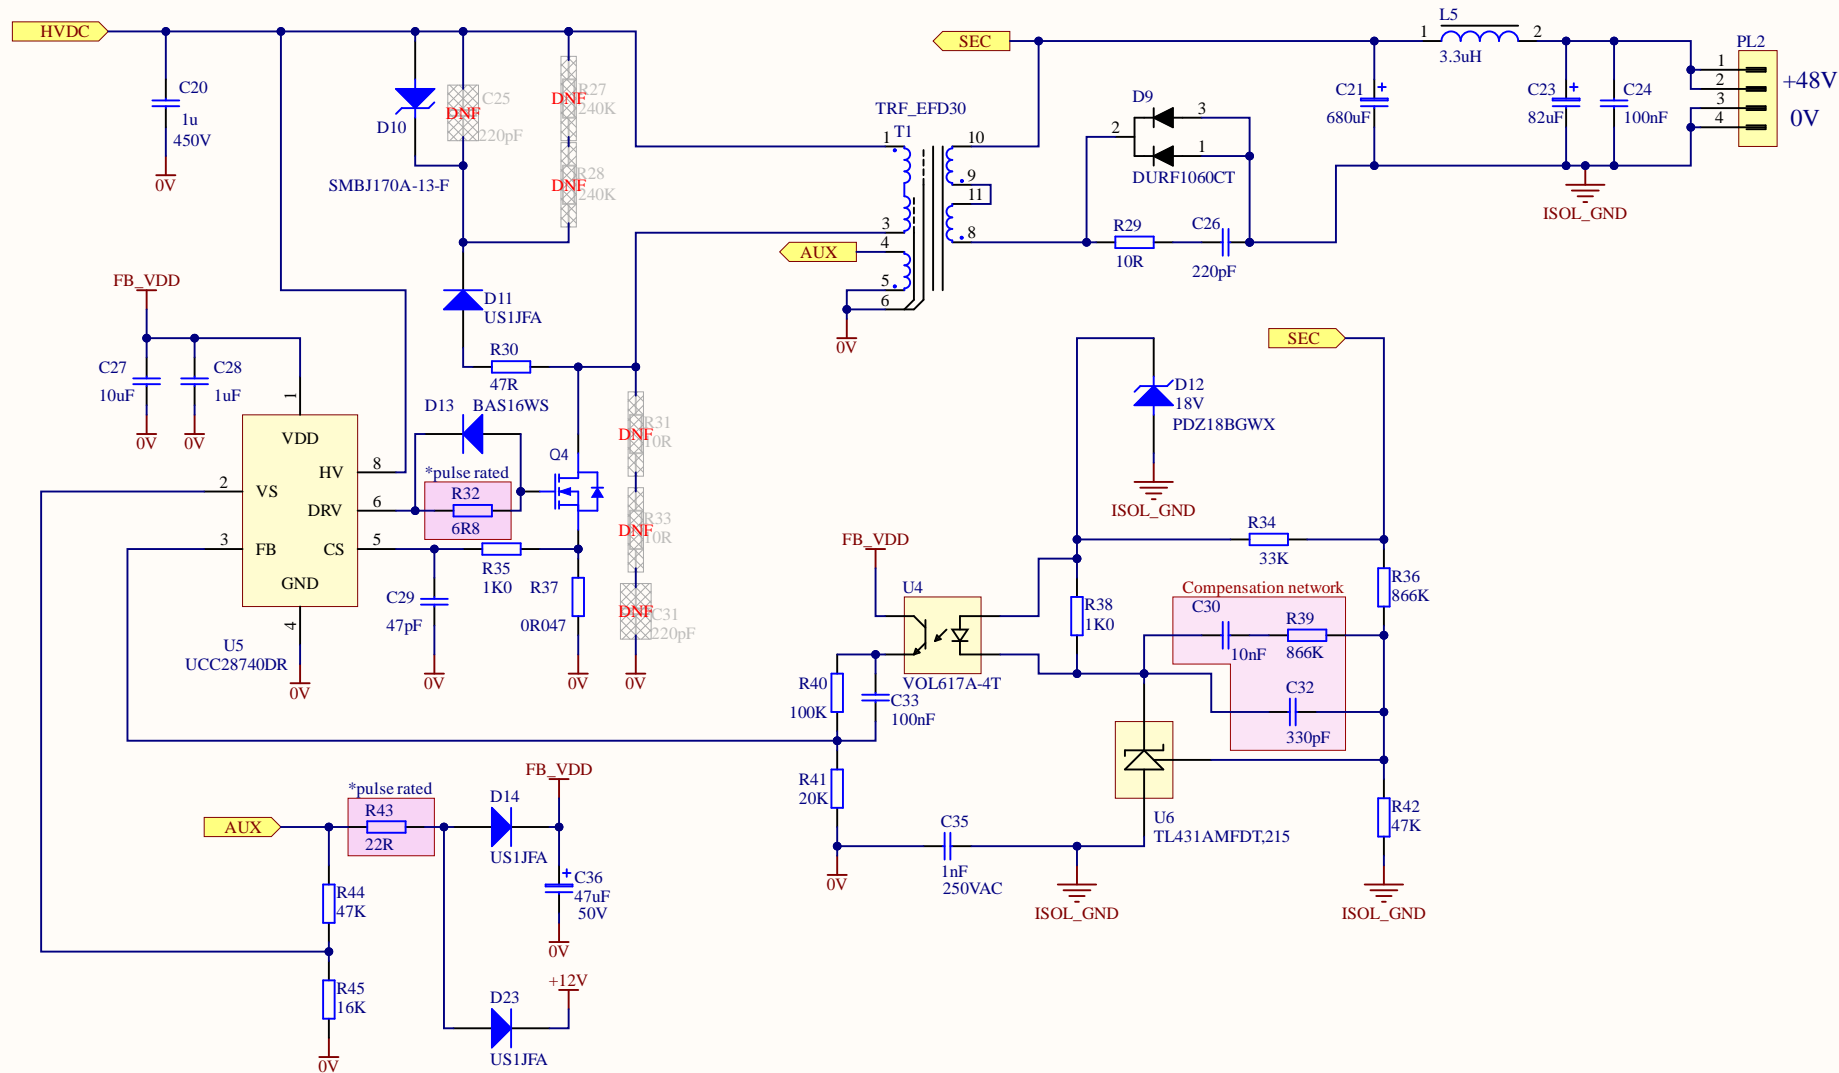 HVDC
C20
1u
450V
0V
D10
SMBJ170A-13-F
C25
DNF
220pF
R27
DNF
240K
R28
DNF
240K
D11
US1JFA
R30
47R
FB_VDD
C27
10uF
0V
C28
1uF
0V
1
VDD
HV
8
2
VS
DRV
6
3
FB
CS
5
GND
4
U5
UCC28740DR
0V
D13
BAS16WS
*pulse rated
R32
6R8
Q4
R35
1K0
C29
47pF
0V
R37
0R047
0V
R31
DNF
10R
R33
DNF
10R
DNF
C31
220pF
0V
TRF_EFD30
T1
1
3
4
5
6
10
9
11
8
AUX
0V
SEC
D9
2
3
1
DURF1060CT
R29
10R
C26
220pF
C21
680uF
L5
1
2
3.3uH
C23
82uF
C24
100nF
ISOL_GND
PL2
1
2
3
4
+48V
0V
SEC
D12
18V
PDZ18BGWX
ISOL_GND
R34
33K
R36
866K
FB_VDD
U4
VOL617A-4T
R38
1K0
Compensation network
C30
10nF
R39
866K
C32
330pF
R40
100K
C33
100nF
R41
20K
0V
C35
1nF
250VAC
ISOL_GND
U6
TL431AMFDT,215
R42
47K
ISOL_GND
AUX
*pulse rated
R43
22R
D14
US1JFA
FB_VDD
C36
47uF
50V
0V
R44
47K
R45
16K
0V
D23
US1JFA
+12V